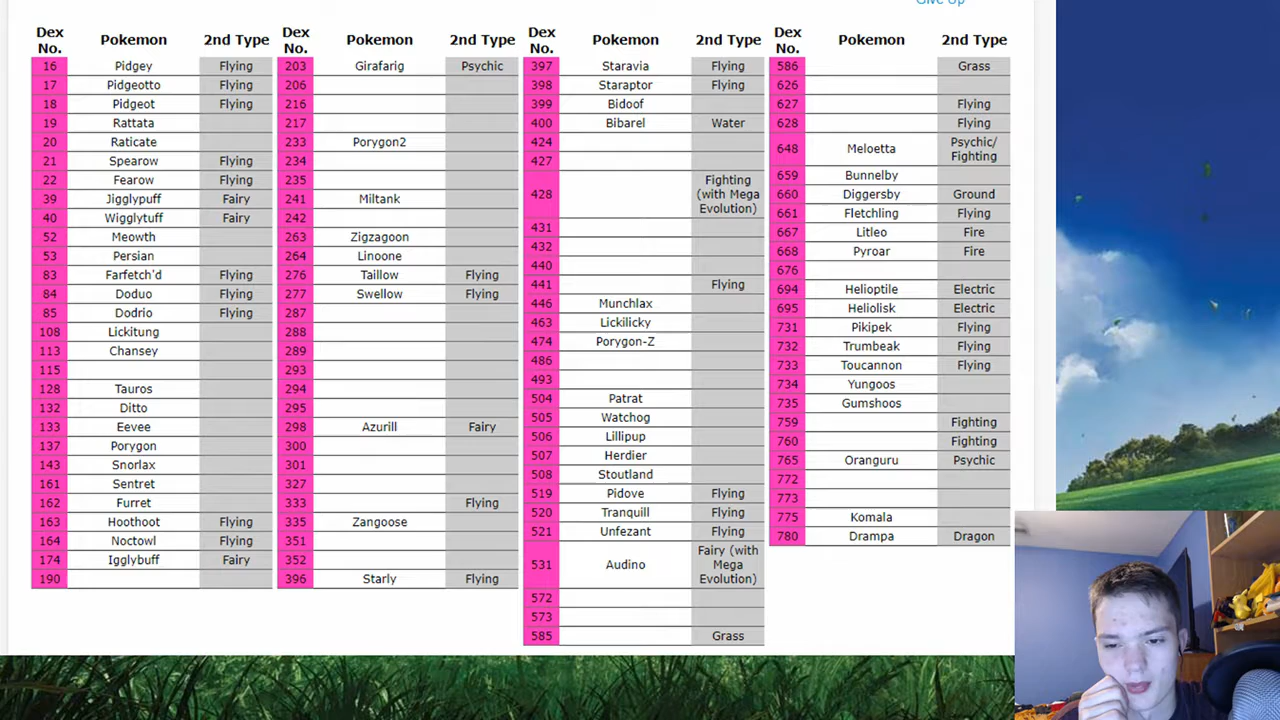 Give Up
Dex No. Pokemon 2nd Type
16 Pidgey Flying
17 Pidgeotto Flying
18 Pidgeot Flying
19 Rattata
20 Raticate
21 Spearow Flying
22 Fearow Flying
39 Jigglypuff Fairy
40 Wigglytuff Fairy
52 Meowth
53 Persian
83 Farfetch'd Flying
84 Doduo Flying
85 Dodrio Flying
108 Lickitung
113 Chansey
115
128 Tauros
132 Ditto
133 Eevee
137 Porygon
143 Snorlax
161 Sentret
162 Furret
163 Hoothoot Flying
164 Noctowl Flying
174 Igglybuff Fairy
190
Dex No. Pokemon 2nd Type
203 Girafarig Psychic
206
216
217
233 Porygon2
234
235
241 Miltank
242
263 Zigzagoon
264 Linoone
276 Taillow Flying
277 Swellow Flying
287
288
289
293
294
295
298 Azurill Fairy
300
301
327
333 Flying
335 Zangoose
351
352
396 Starly Flying
Dex No. Pokemon 2nd Type
397 Staravia Flying
398 Staraptor Flying
399 Bidoof
400 Bibarel Water
424
427
428 Fighting (with Mega Evolution)
431
432
440
441 Flying
446 Munchlax
463 Lickilicky
474 Porygon-Z
486
493
504 Patrat
505 Watchog
506 Lillipup
507 Herdier
508 Stoutland
519 Pidove Flying
520 Tranquill Flying
521 Unfezant Flying
531 Audino Fairy (with Mega Evolution)
572
573
585 Grass
Dex No. Pokemon 2nd Type
586 Grass
626
627 Flying
628 Flying
648 Meloetta Psychic/ Fighting
659 Bunnelby
660 Diggersby Ground
661 Fletchling Flying
667 Litleo Fire
668 Pyroar Fire
676
694 Helioptile Electric
695 Heliolisk Electric
731 Pikipek Flying
732 Trumbeak Flying
733 Toucannon Flying
734 Yungoos
735 Gumshoos
759 Fighting
760 Fighting
765 Oranguru Psychic
772
773
775 Komala
780 Drampa Dragon